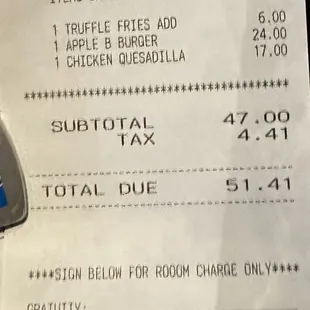 1 TRUFFLE FRIES ADD 6.00
1 APPLE B BURGER 24.00
1 CHICKEN QUESADILLA 17.00
****************************************
SUBTOTAL 47.00
TAX 4.41
TOTAL DUE 51.41
****SIGN BELOW FOR ROOOM CHARGE ONLY****
GRATUITY: